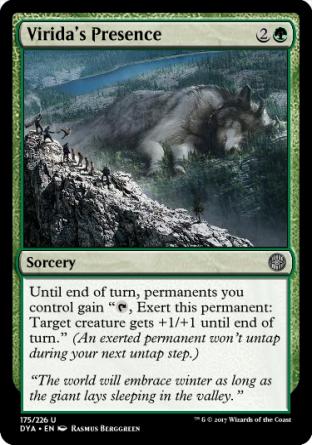 Virida's Presence 2
Sorcery
Until end of turn, permanents you
control gain “, Exert this permanent:
Target creature gets +1/+1 until end of
turn.” (An exerted permanent won't untap
during your next untap step.)
“The world will embrace winter as long as
the giant lays sleeping in the valley.”
175/226 U
DYA • EN Rasmus Berggreen
™ & © 2017 Wizards of the Coast